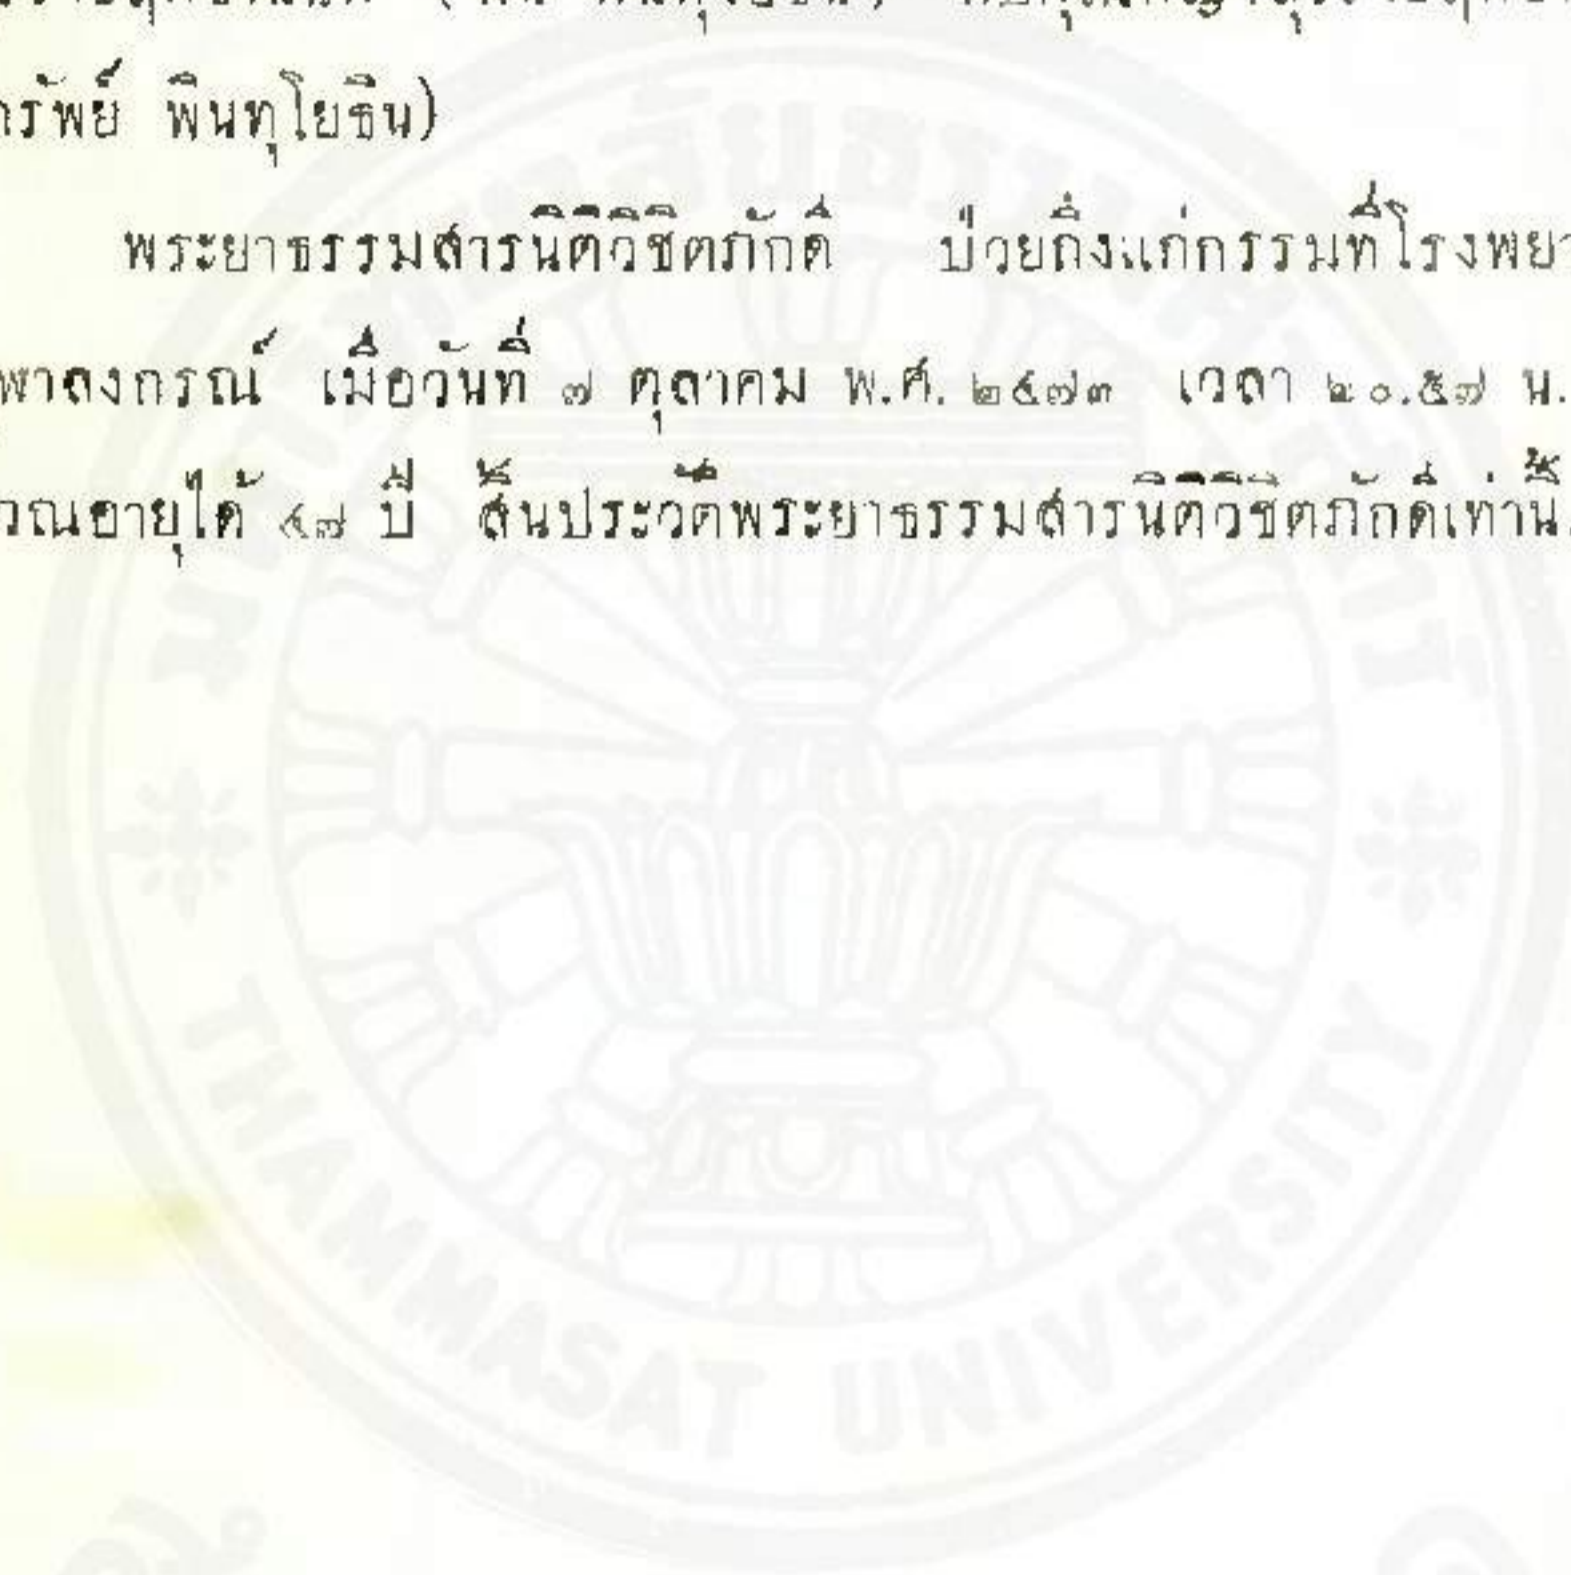 พินทุโยธิน)
พระยาธรรมสารนิติวิชิตภักดี ป่วยถึงแก่กรรมที่โรงพยา
พาลงกรณ์ เมื่อวันที่ ๗ ตุลาคม พ.ศ. ๒๔๗๓ เวลา ๒๐.๕๗ น.
วณอายุได้ ๔๗ ปี สิ้นประวัติพระยาธรรมสารนิติวิชิตภักดีเท่านี้.
THAMMASAT UNIVERSITY